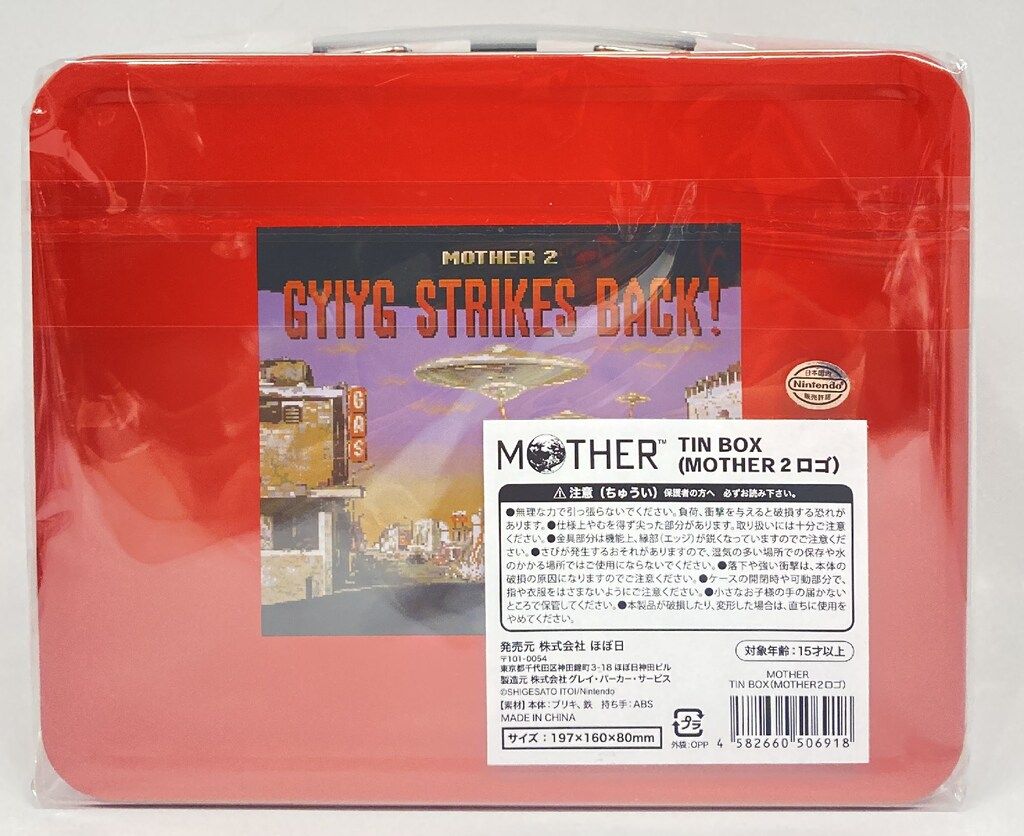 MOTHER 2
GYIYG STRIKES BACK!
GAS
日本国内
Nintendo
販売許諾
MOTHER™ TIN BOX
(MOTHER 2 ロゴ)
⚠注意（ちゅうい）保護者の方へ 必ずお読み下さい。
●無理な力で引っ張らないでください。負荷、衝撃を与えると破損する恐れが
あります。●仕様上やむを得ず尖った部分があります。取り扱いには十分ご注意
ください。●金具部分は機能上、縁部（エッジ）が鋭くなっていますのでご注意くださ
い。●さびが発生するおそれがありますので、湿気の多い場所での保存や水
のかかる場所ではご使用にならないでください。●落下や強い衝撃は、本体の
破損の原因になりますのでご注意ください。●ケースの開閉時や可動部分で、
指や衣服をはさまないようにご注意ください。●小さなお子様の手の届かない
ところで保管してください。●本製品が破損したり、変形した場合は、直ちに使用を
やめてください。
発売元 株式会社 ほぼ日
〒101-0054
東京都千代田区神田錦町3-18 ほぼ日神田ビル
製造元 株式会社グレイ・パーカー・サービス
©SHIGESATO ITOI/Nintendo
【素材】本体：ブリキ、鉄 持ち手：ABS
MADE IN CHINA
サイズ：197×160×80mm
対象年齢：15才以上
MOTHER
TIN BOX（MOTHER2ロゴ）
プラ
外袋：OPP
4 582660 506918